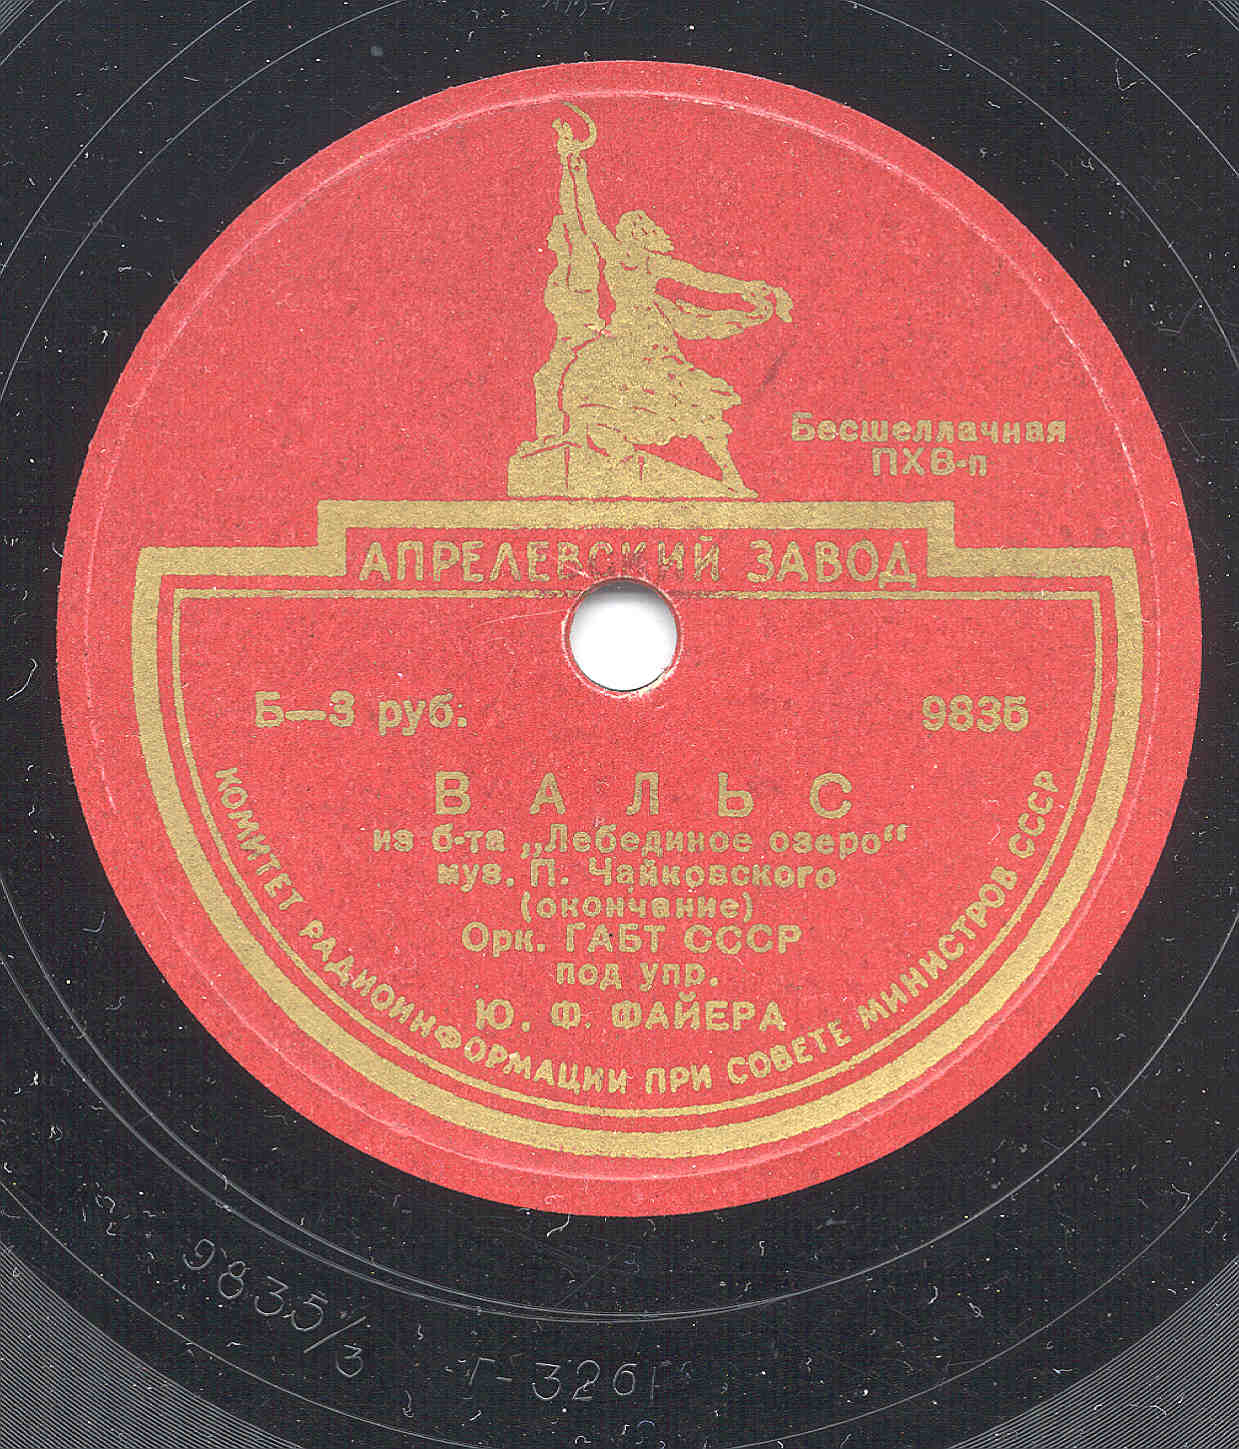 Бесшеллачная
ПХВ-п
АПРЕЛЕВСКИЙ ЗАВОД
Б—3 руб.
9835
ВАЛЬС
из б-та „Лебединое озеро“
муз. П. Чайковского
(окончание)
Орк. ГАБТ СССР
под упр.
Ю. Ф. ФАЙЕРА
КОМИТЕТ РАДИОИНФОРМАЦИИ ПРИ СОВЕТЕ МИНИСТРОВ СССР
9835/3